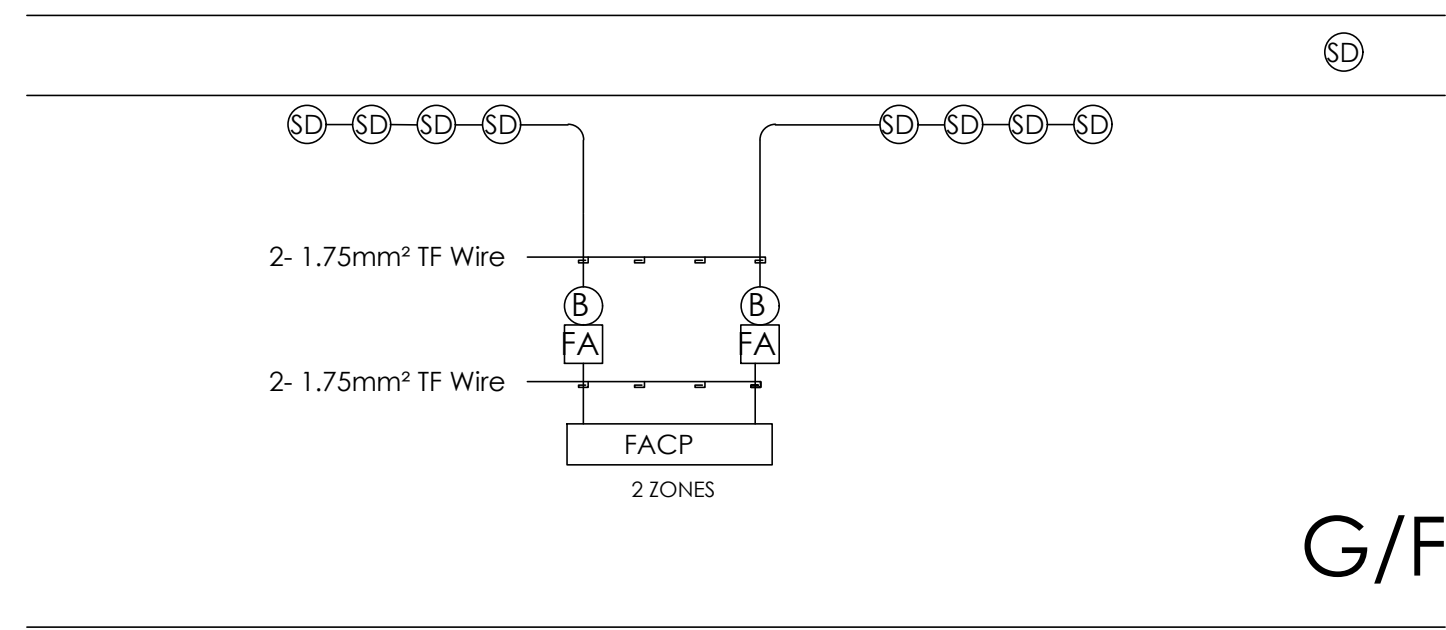 SD
SD SD SD SD SD SD SD SD
2- 1.75mm² TF Wire
B B
FA FA
2- 1.75mm² TF Wire
FACP
2 ZONES
G/F